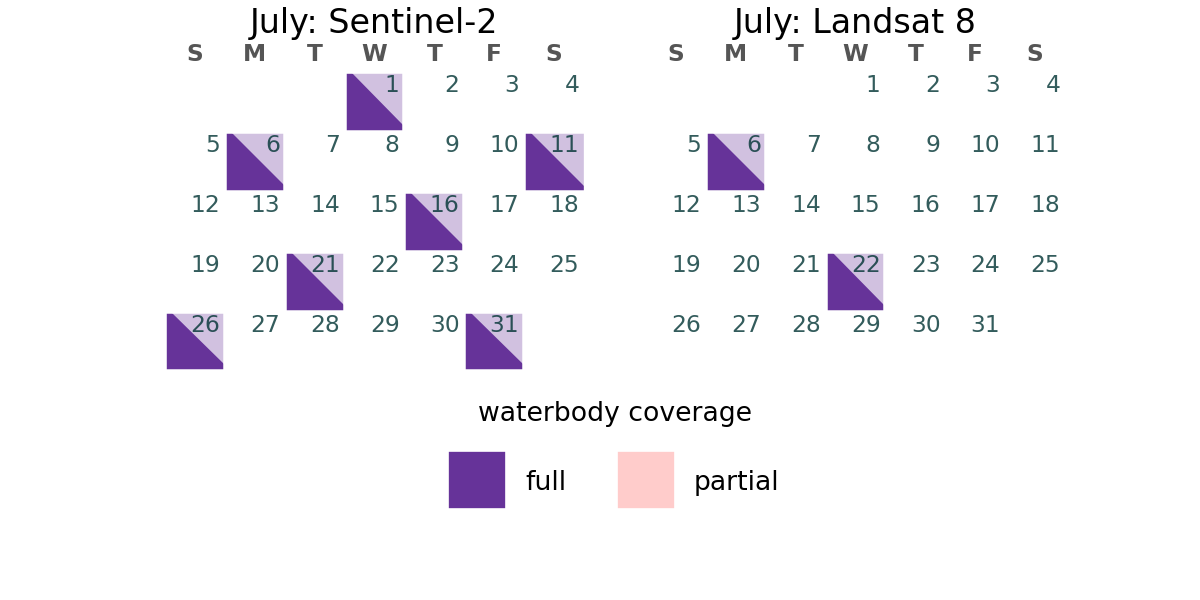 July: Sentinel-2
S M T W T F S
1 2 3 4
5 6 7 8 9 10 11
12 13 14 15 16 17 18
19 20 21 22 23 24 25
26 27 28 29 30 31
July: Landsat 8
S M T W T F S
1 2 3 4
5 6 7 8 9 10 11
12 13 14 15 16 17 18
19 20 21 22 23 24 25
26 27 28 29 30 31
waterbody coverage
full partial